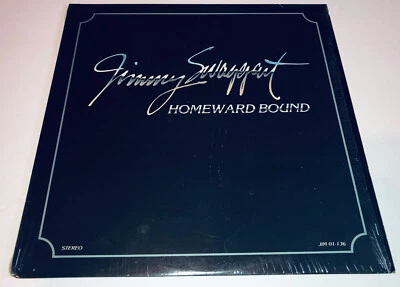 Jimmy Swaggart
HOMEWARD BOUND
STEREO
JIM 01-136